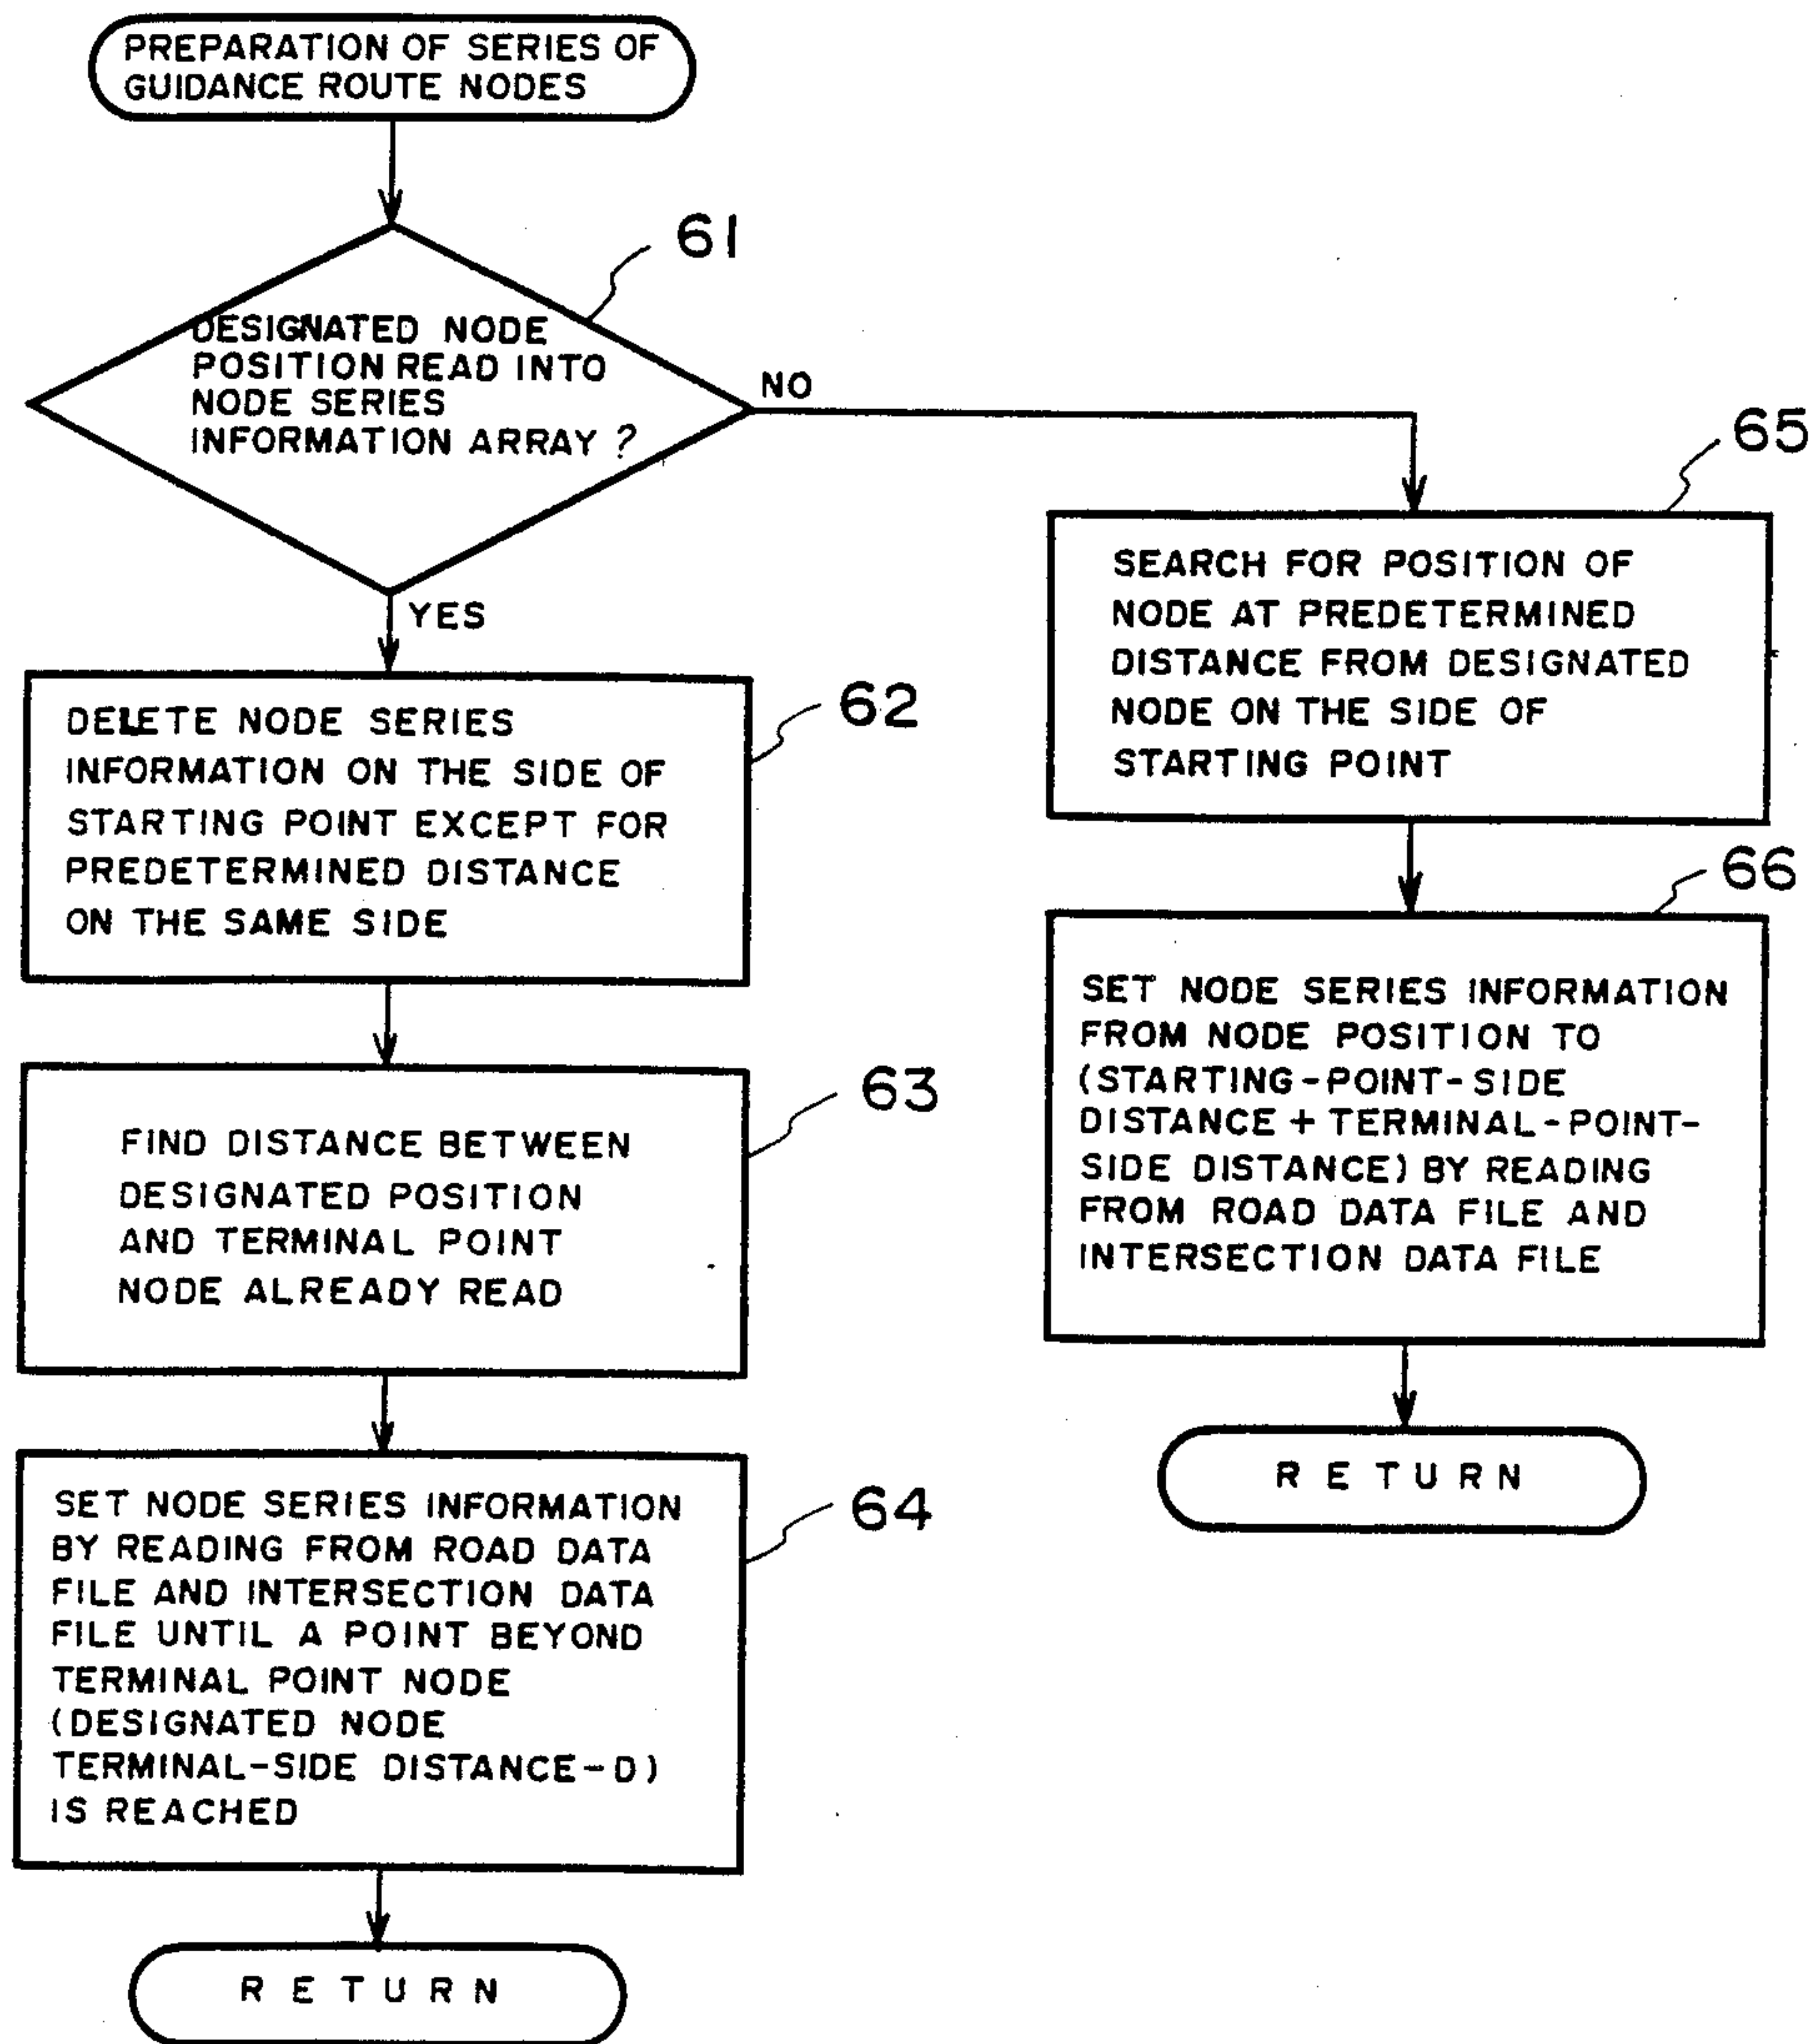 PREPARATION OF SERIES OF
GUIDANCE ROUTE NODES
61
DESIGNATED NODE
POSITION READ INTO
NODE SERIES
INFORMATION ARRAY ?
NO
YES
62
DELETE NODE SERIES
INFORMATION ON THE SIDE OF
STARTING POINT EXCEPT FOR
PREDETERMINED DISTANCE
ON THE SAME SIDE
63
FIND DISTANCE BETWEEN
DESIGNATED POSITION
AND TERMINAL POINT
NODE ALREADY READ
64
SET NODE SERIES INFORMATION
BY READING FROM ROAD DATA
FILE AND INTERSECTION DATA
FILE UNTIL A POINT BEYOND
TERMINAL POINT NODE
(DESIGNATED NODE
TERMINAL-SIDE DISTANCE-D)
IS REACHED
RETURN
65
SEARCH FOR POSITION OF
NODE AT PREDETERMINED
DISTANCE FROM DESIGNATED
NODE ON THE SIDE OF
STARTING POINT
66
SET NODE SERIES INFORMATION
FROM NODE POSITION TO
(STARTING-POINT-SIDE
DISTANCE + TERMINAL-POINT-
SIDE DISTANCE) BY READING
FROM ROAD DATA FILE AND
INTERSECTION DATA FILE
RETURN